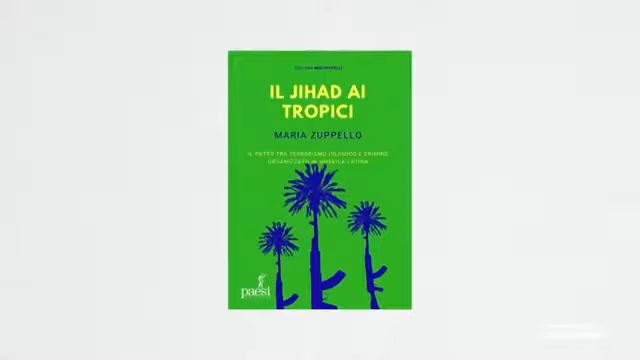 IL JIHAD AI
TROPICI
MARIA ZUPPELLO
IL PATTO TRA TERRORISMO ISLAMICO E CRIMINE
ORGANIZZATO IN AMERICA LATINA
paesi